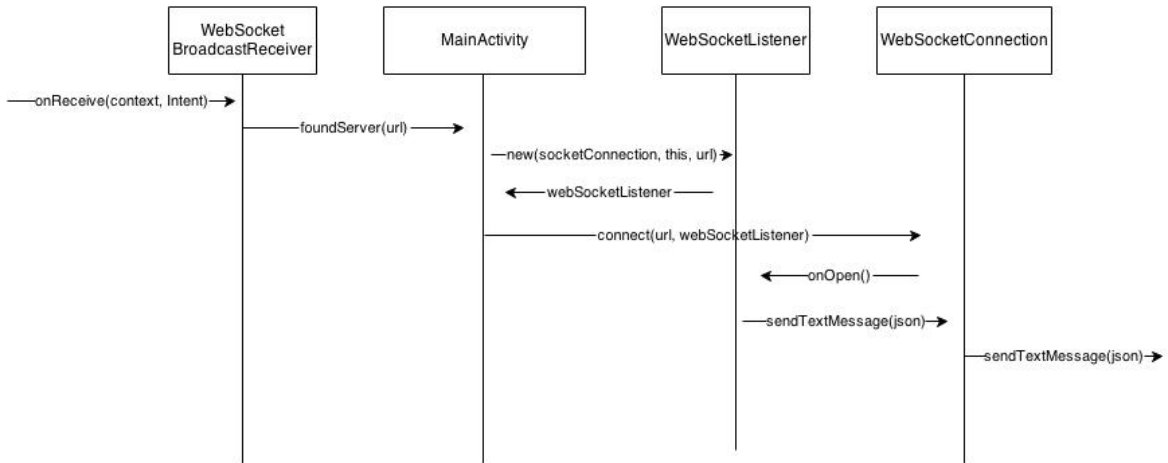 WebSocket
BroadcastReceiver
MainActivity
WebSocketListener
WebSocketConnection
onReceive(context, Intent)
foundServer(url)
new(socketConnection, this, url)
webSocketListener
connect(url, webSocketListener)
onOpen()
sendTextMessage(json)
sendTextMessage(json)